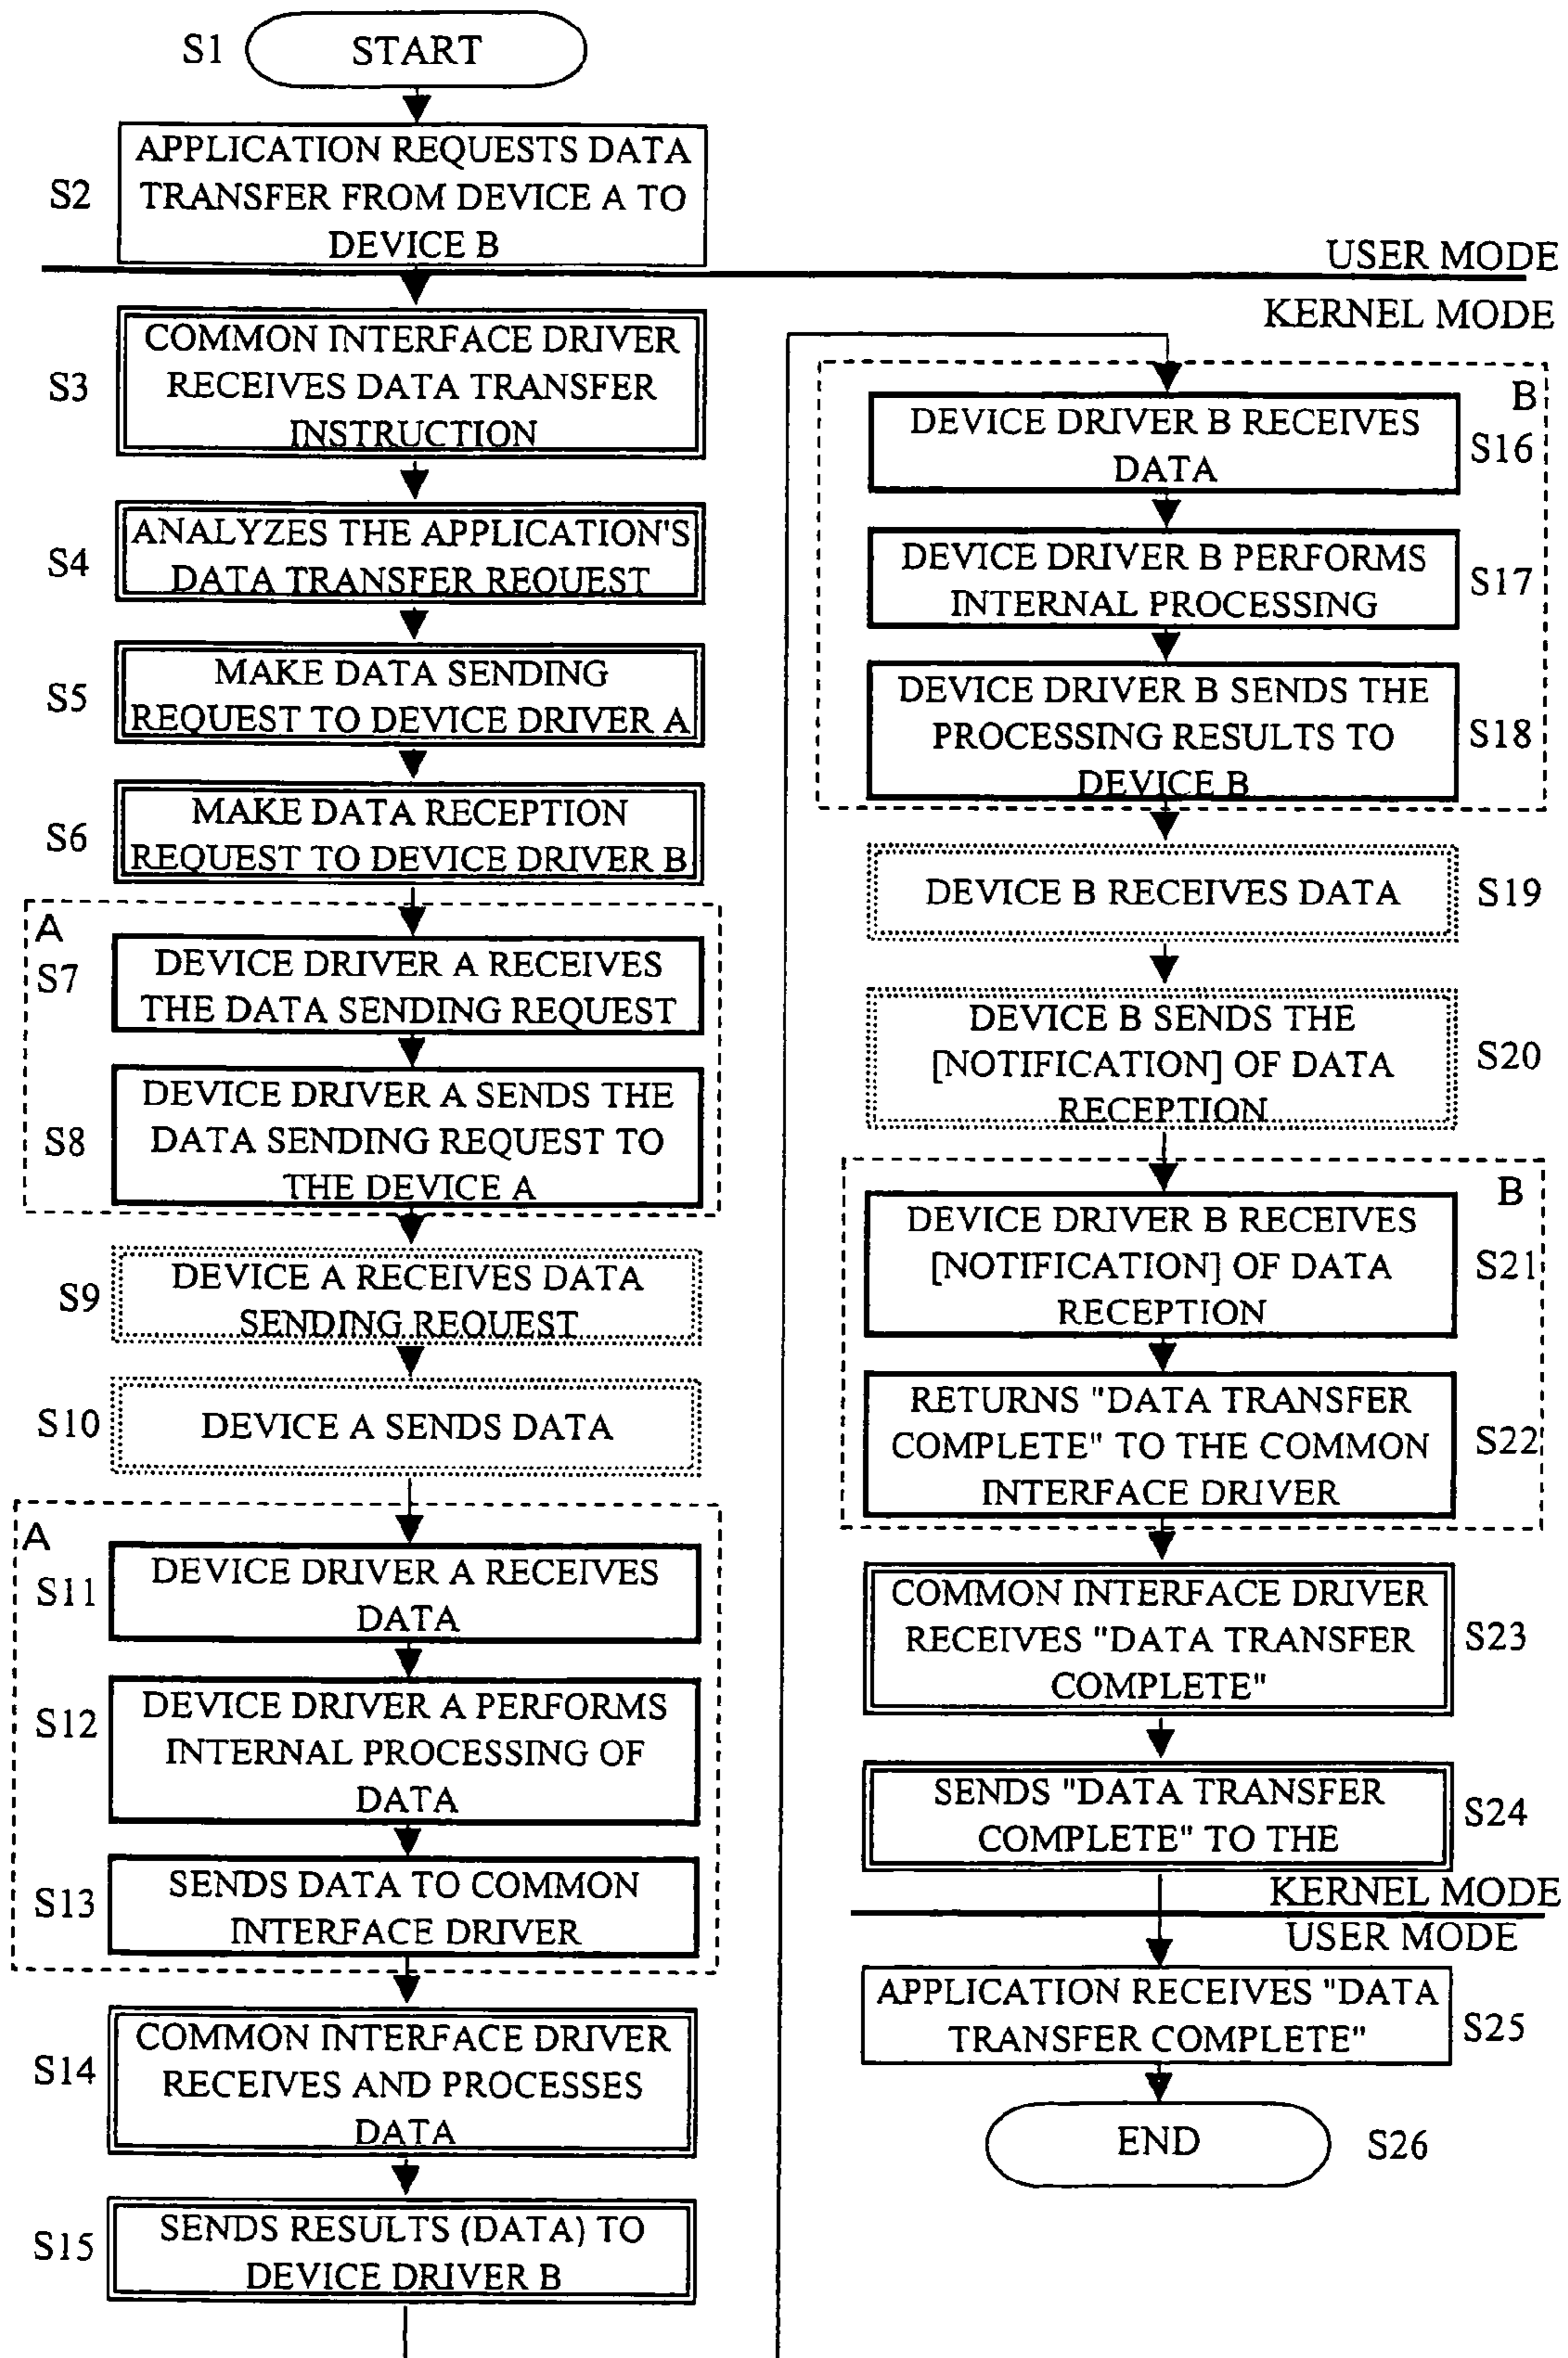 S1
START
S2
APPLICATION REQUESTS DATA
TRANSFER FROM DEVICE A TO
DEVICE B
USER MODE
KERNEL MODE
S3
COMMON INTERFACE DRIVER
RECEIVES DATA TRANSFER
INSTRUCTION
S4
ANALYZES THE APPLICATION'S
DATA TRANSFER REQUEST
S5
MAKE DATA SENDING
REQUEST TO DEVICE DRIVER A
S6
MAKE DATA RECEPTION
REQUEST TO DEVICE DRIVER B
A
S7
DEVICE DRIVER A RECEIVES
THE DATA SENDING REQUEST
S8
DEVICE DRIVER A SENDS THE
DATA SENDING REQUEST TO
THE DEVICE A
S9
DEVICE A RECEIVES DATA
SENDING REQUEST
S10
DEVICE A SENDS DATA
A
S11
DEVICE DRIVER A RECEIVES
DATA
S12
DEVICE DRIVER A PERFORMS
INTERNAL PROCESSING OF
DATA
S13
SENDS DATA TO COMMON
INTERFACE DRIVER
S14
COMMON INTERFACE DRIVER
RECEIVES AND PROCESSES
DATA
S15
SENDS RESULTS (DATA) TO
DEVICE DRIVER B
B
DEVICE DRIVER B RECEIVES
DATA
S16
DEVICE DRIVER B PERFORMS
INTERNAL PROCESSING
S17
DEVICE DRIVER B SENDS THE
PROCESSING RESULTS TO
DEVICE B
S18
DEVICE B RECEIVES DATA
S19
DEVICE B SENDS THE
[NOTIFICATION] OF DATA
RECEPTION
S20
B
DEVICE DRIVER B RECEIVES
[NOTIFICATION] OF DATA
RECEPTION
S21
RETURNS "DATA TRANSFER
COMPLETE" TO THE COMMON
INTERFACE DRIVER
S22
COMMON INTERFACE DRIVER
RECEIVES "DATA TRANSFER
COMPLETE"
S23
SENDS "DATA TRANSFER
COMPLETE" TO THE
S24
KERNEL MODE
USER MODE
APPLICATION RECEIVES "DATA
TRANSFER COMPLETE"
S25
END
S26